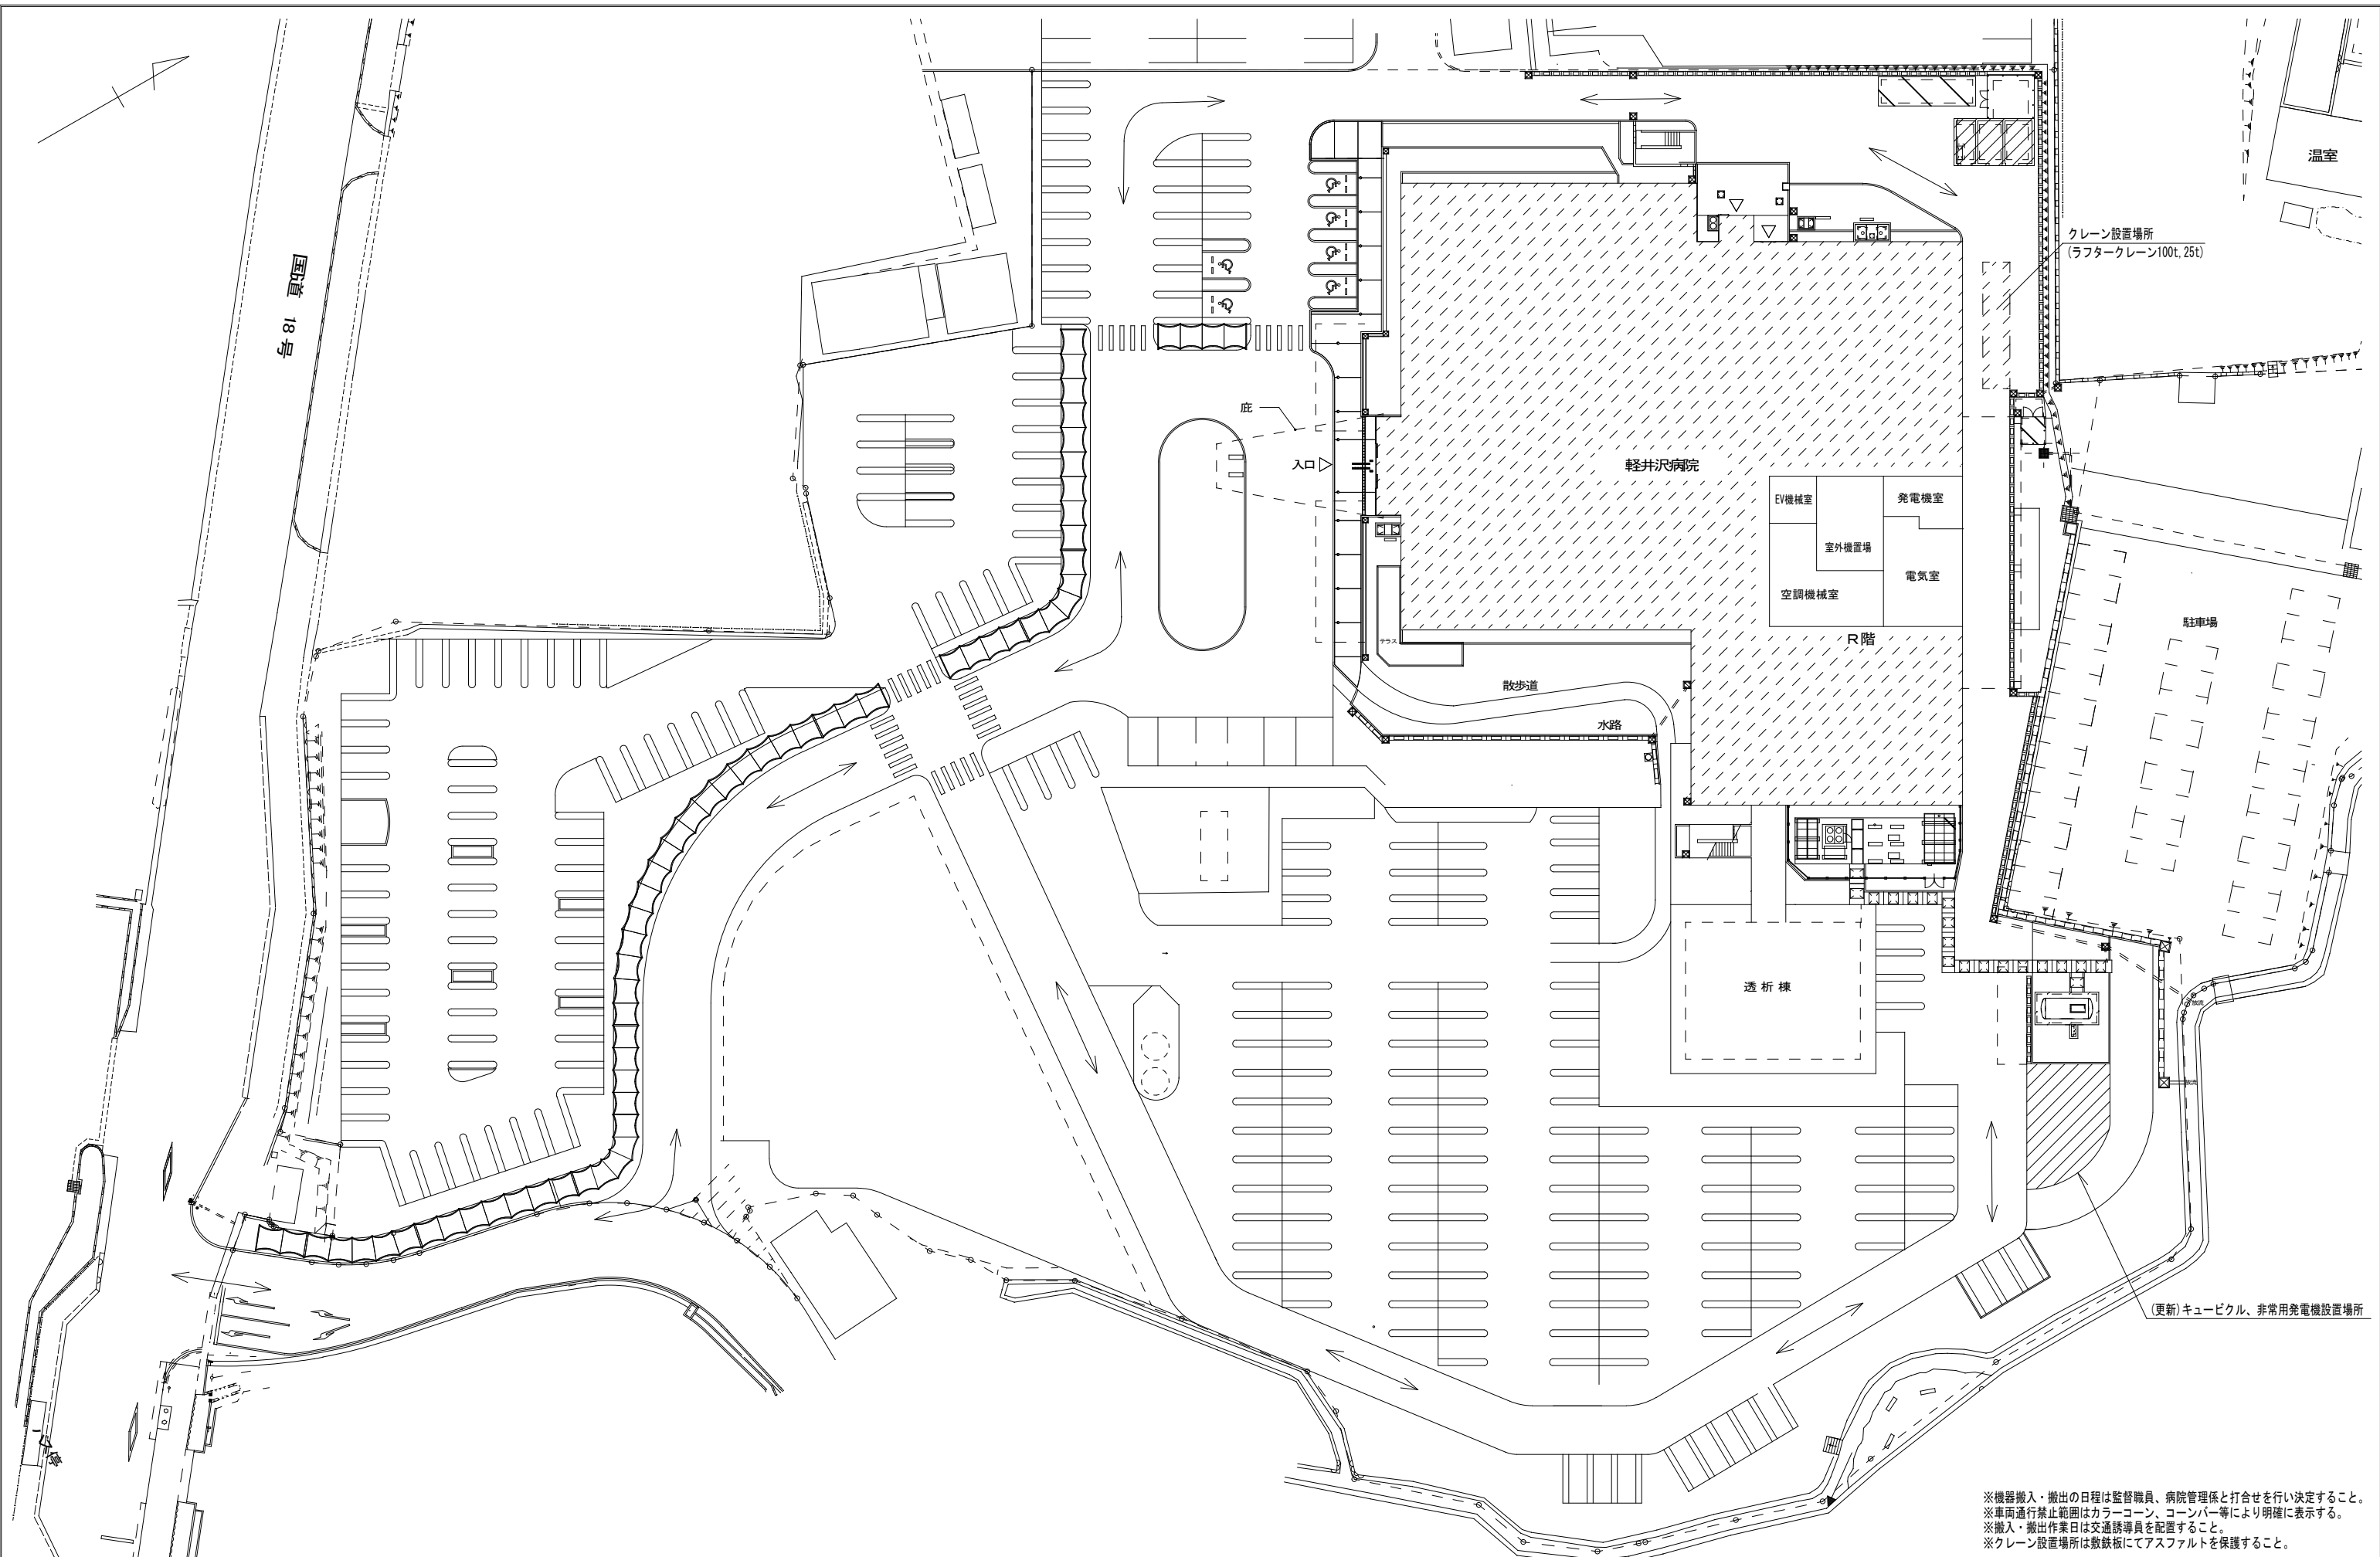 国道 18 号
温室
クレーン設置場所
(ラフタークレーン100t, 25t)
庇
入口
軽井沢病院
EV機械室
発電機室
室外機置場
電気室
空調機械室
R階
テラス
散歩道
水路
駐車場
透析棟
放流
放流
(更新)キュービクル、非常用発電機設置場所
バス停
※機器搬入・搬出の日程は監督職員、病院管理係と打合せを行い決定すること。
※車両通行禁止範囲はカラーコーン、コーンバー等により明確に表示する。
※搬入・搬出作業日は交通誘導員を配置すること。
※クレーン設置場所は敷鉄板にてアスファルトを保護すること。